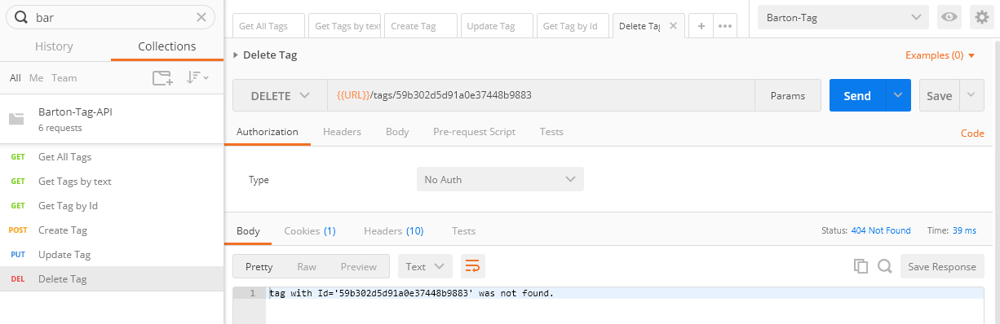 bar
History Collections
All Me Team
Barton-Tag-API
6 requests
GET Get All Tags
GET Get Tags by text
GET Get Tag by Id
POST Create Tag
PUT Update Tag
DEL Delete Tag
Get All Tags Get Tags by text Create Tag Update Tag Get Tag by Id Delete Tag
Barton-Tag
Delete Tag
Examples (0)
DELETE {{URL}}/tags/59b302d5d91a0e37448b9883 Params Send Save
Authorization Headers Body Pre-request Script Tests Code
Type No Auth
Body Cookies (1) Headers (10) Tests Status: 404 Not Found Time: 39 ms
Pretty Raw Preview Text Save Response
1 tag with Id='59b302d5d91a0e37448b9883' was not found.